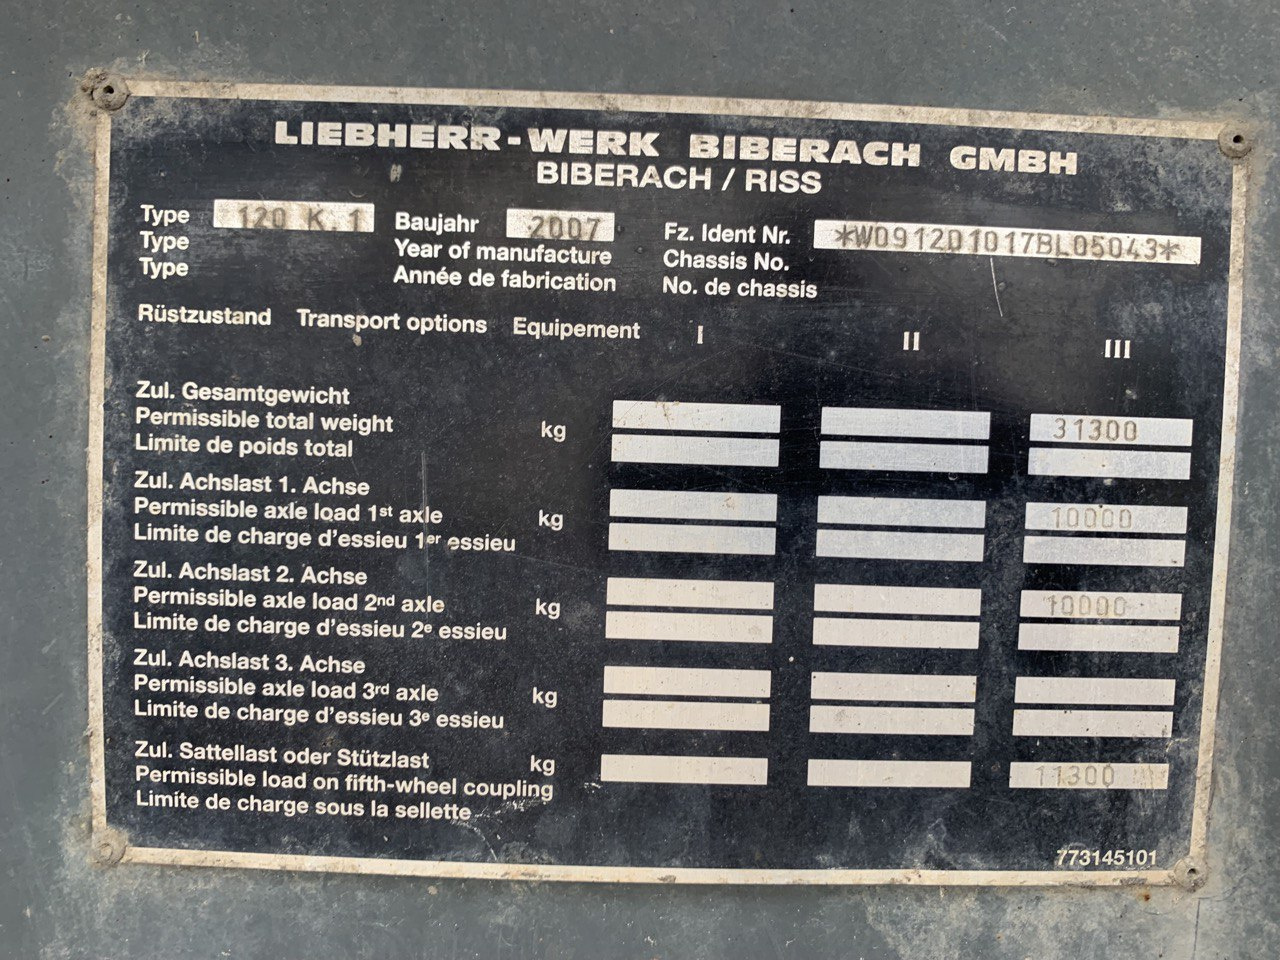 LIEBHERR-WERK BIBERACH GMBH
BIBERACH / RISS
Type 120 K.1 Baujahr 2007 Fz. Ident Nr. *W091201017BL05043*
Type Year of manufacture Chassis No.
Type Année de fabrication No. de chassis
Rüstzustand Transport options Equipement I II III
Zul. Gesamtgewicht
Permissible total weight kg 31300
Limite de poids total
Zul. Achslast 1. Achse
Permissible axle load 1st axle kg 10000
Limite de charge d'essieu 1er essieu
Zul. Achslast 2. Achse
Permissible axle load 2nd axle kg 10000
Limite de charge d'essieu 2e essieu
Zul. Achslast 3. Achse
Permissible axle load 3rd axle kg
Limite de charge d'essieu 3e essieu
Zul. Sattellast oder Stützlast kg 11300
Permissible load on fifth-wheel coupling
Limite de charge sous la sellette
773145101